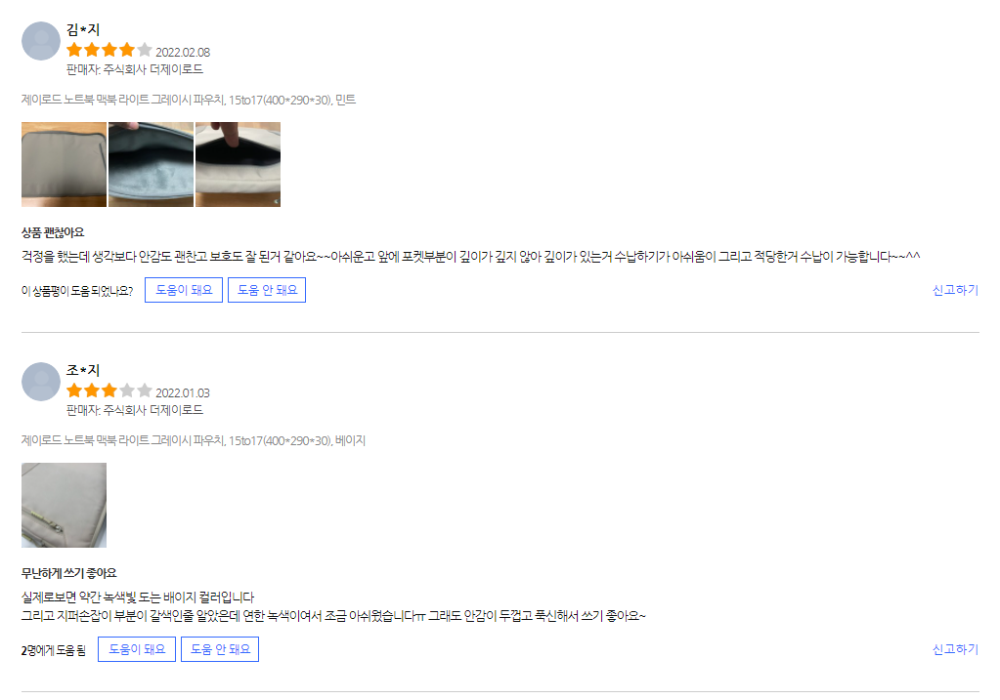 김*지
2022.02.08
판매자: 주식회사 더제이로드
제이로드 노트북 맥북 라이트 그레이시 파우치, 15to17(400*290*30), 민트
상품 괜찮아요
걱정을 했는데 생각보다 안감도 괜찬고 보호도 잘 된거 같아요~~아쉬운고 앞에 포켓부분이 깊이가 깊지 않아 깊이가 있는거 수납하기가 아쉬움이 그리고 적당한거 수납이 가능합니다~~^^
이 상품평이 도움 되었나요? 도움이 돼요 도움 안 돼요 신고하기
조*지
2022.01.03
판매자: 주식회사 더제이로드
제이로드 노트북 맥북 라이트 그레이시 파우치, 15to17(400*290*30), 베이지
무난하게 쓰기 좋아요
실제로보면 약간 녹색빛 도는 배이지 컬러입니다
그리고 지퍼손잡이 부분이 갈색인줄 알았은데 연한 녹색이여서 조금 아쉬웠습니다ㅠ 그래도 안감이 두껍고 푹신해서 쓰기 좋아요~
2명에게 도움 됨 도움이 돼요 도움 안 돼요 신고하기